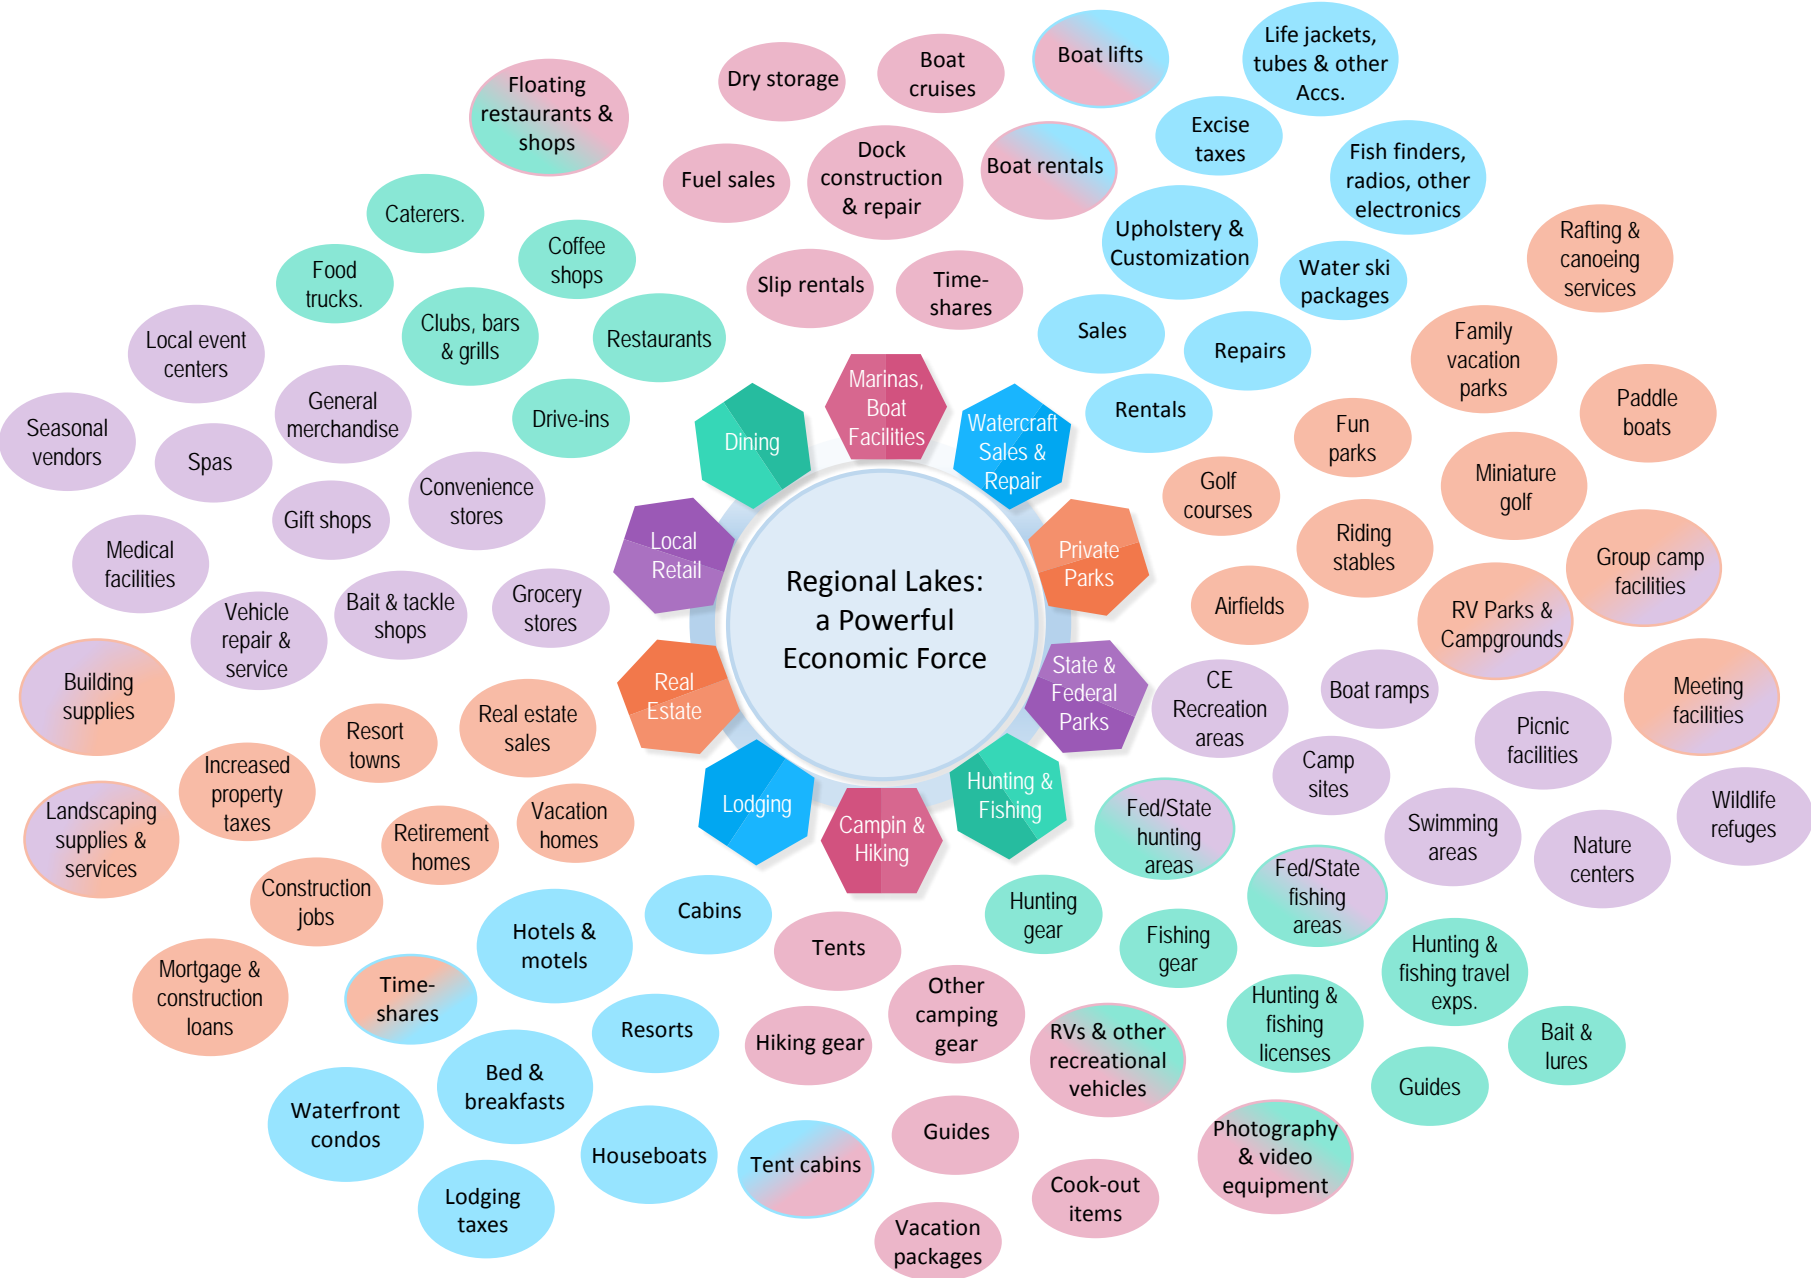 Regional Lakes:
a Powerful
Economic Force
Marinas,
Boat
Facilities
Watercraft
Sales &
Repair
Private
Parks
State &
Federal
Parks
Hunting &
Fishing
Campin &
Hiking
Lodging
Real
Estate
Local
Retail
Dining
Floating
restaurants &
shops
Dry storage
Boat
cruises
Boat lifts
Fuel sales
Dock
construction
& repair
Boat rentals
Slip rentals
Time-
shares
Life jackets,
tubes & other
Accs.
Excise
taxes
Fish finders,
radios, other
electronics
Upholstery &
Customization
Water ski
packages
Sales
Repairs
Rentals
Rafting &
canoeing
services
Family
vacation
parks
Paddle
boats
Fun
parks
Miniature
golf
Golf
courses
Riding
stables
Group camp
facilities
Airfields
RV Parks &
Campgrounds
Meeting
facilities
CE
Recreation
areas
Boat ramps
Picnic
facilities
Camp
sites
Wildlife
refuges
Swimming
areas
Nature
centers
Fed/State
hunting
areas
Fed/State
fishing
areas
Hunting
gear
Fishing
gear
Hunting &
fishing travel
exps.
Hunting &
fishing
licenses
Bait &
lures
Guides
Tents
Other
camping
gear
Hiking gear
RVs & other
recreational
vehicles
Guides
Photography
& video
equipment
Cook-out
items
Vacation
packages
Tent cabins
Cabins
Hotels &
motels
Resorts
Time-
shares
Bed &
breakfasts
Waterfront
condos
Houseboats
Lodging
taxes
Building
supplies
Real estate
sales
Resort
towns
Increased
property
taxes
Landscaping
supplies &
services
Vacation
homes
Retirement
homes
Construction
jobs
Mortgage &
construction
loans
Local event
centers
Seasonal
vendors
General
merchandise
Spas
Convenience
stores
Gift shops
Medical
facilities
Vehicle
repair &
service
Bait & tackle
shops
Grocery
stores
Caterers.
Food
trucks.
Coffee
shops
Clubs, bars
& grills
Restaurants
Drive-ins